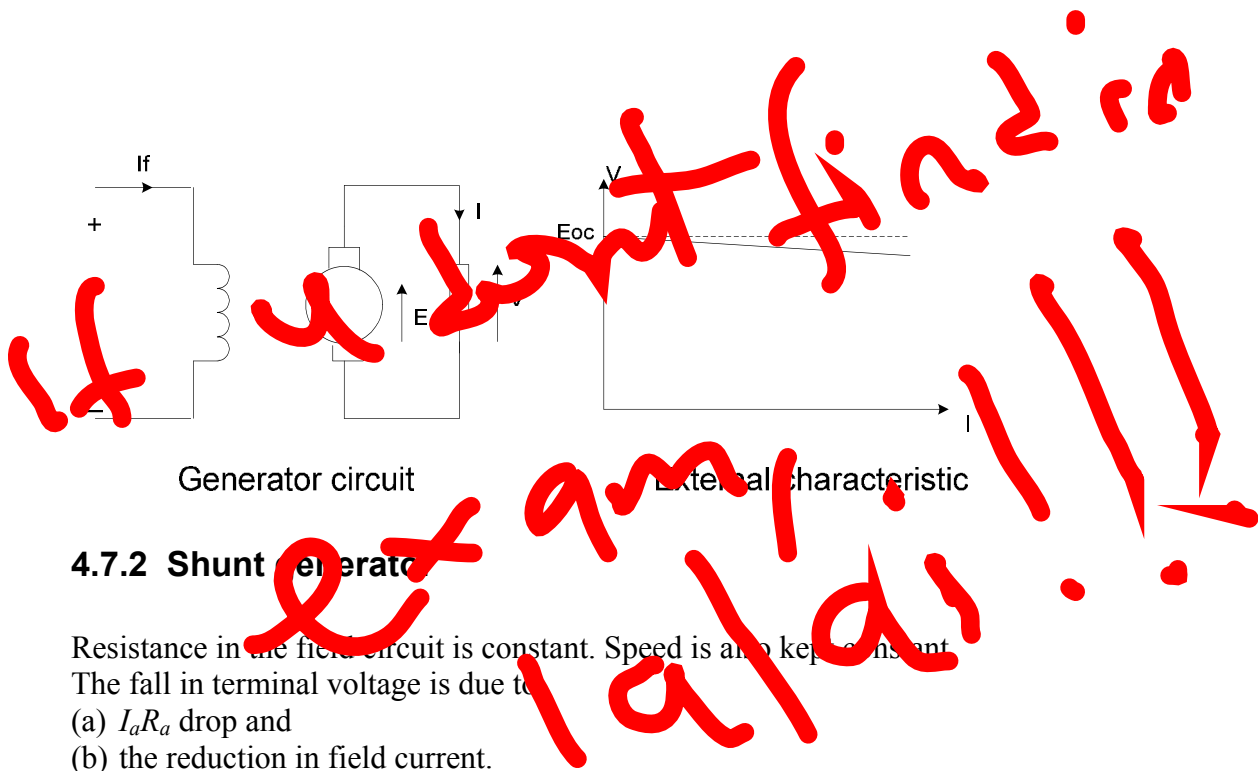 If
+
I
V
Eoc
E
V
I
–
Generator circuit
External characteristic
4.7.2 Shunt generator
Resistance in the field circuit is constant. Speed is also kept constant
The fall in terminal voltage is due to
(a) IaRa drop and
(b) the reduction in field current.
If u dont find in
exam,